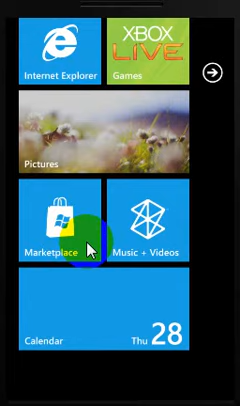 XBOX
LIVE
Internet Explorer
Games
Pictures
Marketplace
Music + Videos
Calendar
Thu 28